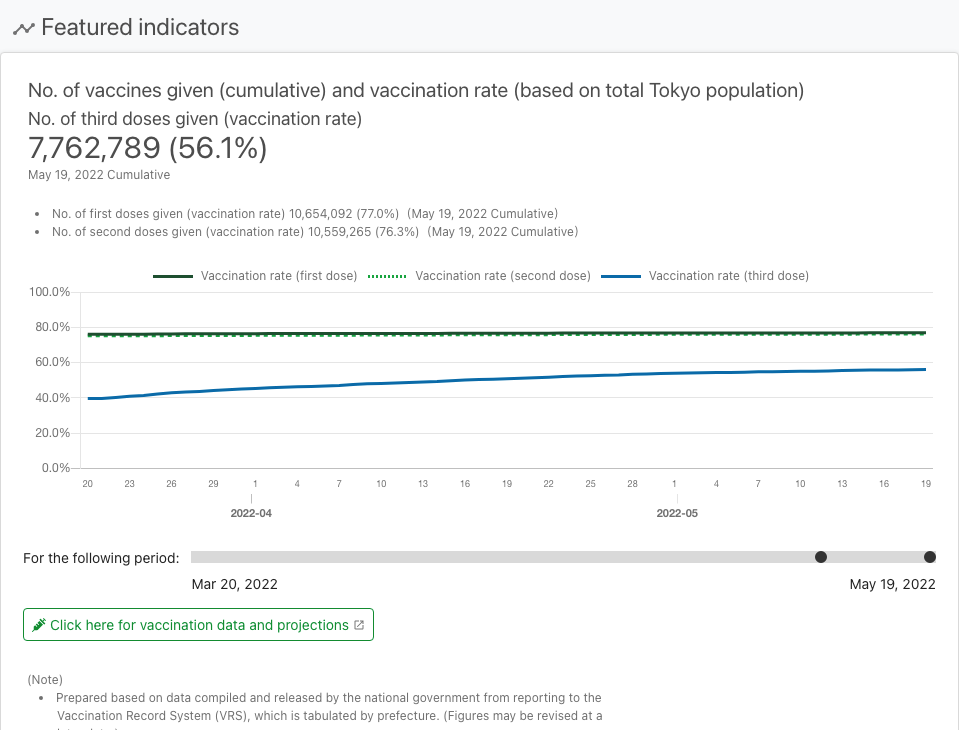 Featured indicators
No. of vaccines given (cumulative) and vaccination rate (based on total Tokyo population)
No. of third doses given (vaccination rate)
7,762,789 (56.1%)
May 19, 2022 Cumulative
• No. of first doses given (vaccination rate) 10,654,092 (77.0%) (May 19, 2022 Cumulative)
• No. of second doses given (vaccination rate) 10,559,265 (76.3%) (May 19, 2022 Cumulative)
Vaccination rate (first dose) Vaccination rate (second dose) Vaccination rate (third dose)
100.0%
80.0%
60.0%
40.0%
20.0%
0.0%
20 23 26 29 1 4 7 10 13 16 19 22 25 28 1 4 7 10 13 16 19
2022-04 2022-05
For the following period:
Mar 20, 2022 May 19, 2022
Click here for vaccination data and projections
(Note)
• Prepared based on data compiled and released by the national government from reporting to the
Vaccination Record System (VRS), which is tabulated by prefecture. (Figures may be revised at a